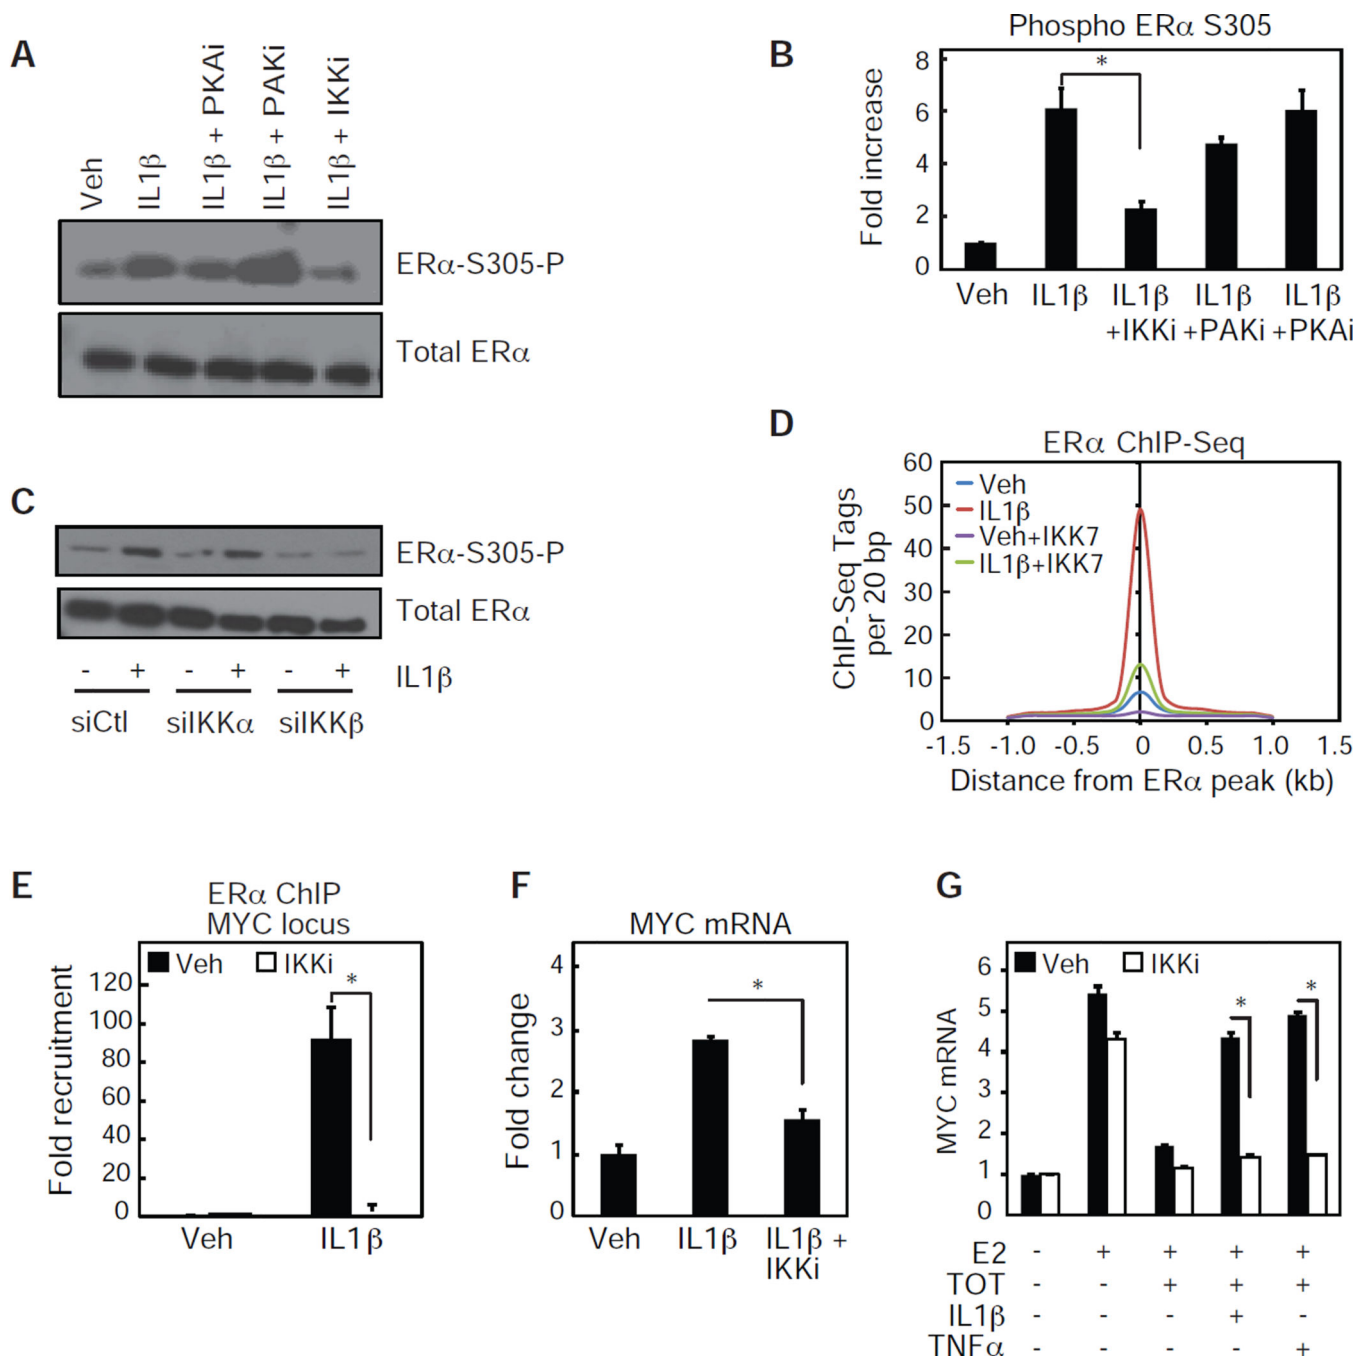 A
Veh
IL1β
IL1β + PKAi
IL1β + PAKi
IL1β + IKKi
ERα-S305-P
Total ERα
B
Phospho ERα S305
Fold increase
8
6
4
2
0
*
Veh
IL1β
IL1β +IKKi
IL1β +PAKi
IL1β +PKAi
C
ERα-S305-P
Total ERα
- + - + - + IL1β
siCtl siIKKα siIKKβ
D
ERα ChIP-Seq
ChIP-Seq Tags
per 20 bp
60
50
40
30
20
10
0
Veh
IL1β
Veh+IKK7
IL1β+IKK7
-1.5 -1.0 -0.5 0 0.5 1.0 1.5
Distance from ERα peak (kb)
E
ERα ChIP
MYC locus
Veh IKKi
Fold recruitment
120
100
80
60
40
20
0
*
Veh IL1β
F
MYC mRNA
Fold change
4
3
2
1
0
*
Veh IL1β IL1β +
IKKi
G
Veh IKKi
MYC mRNA
6
5
4
3
2
1
0
* *
E2 - + + + +
TOT - - + + +
IL1β - - - + -
TNFα - - - - +